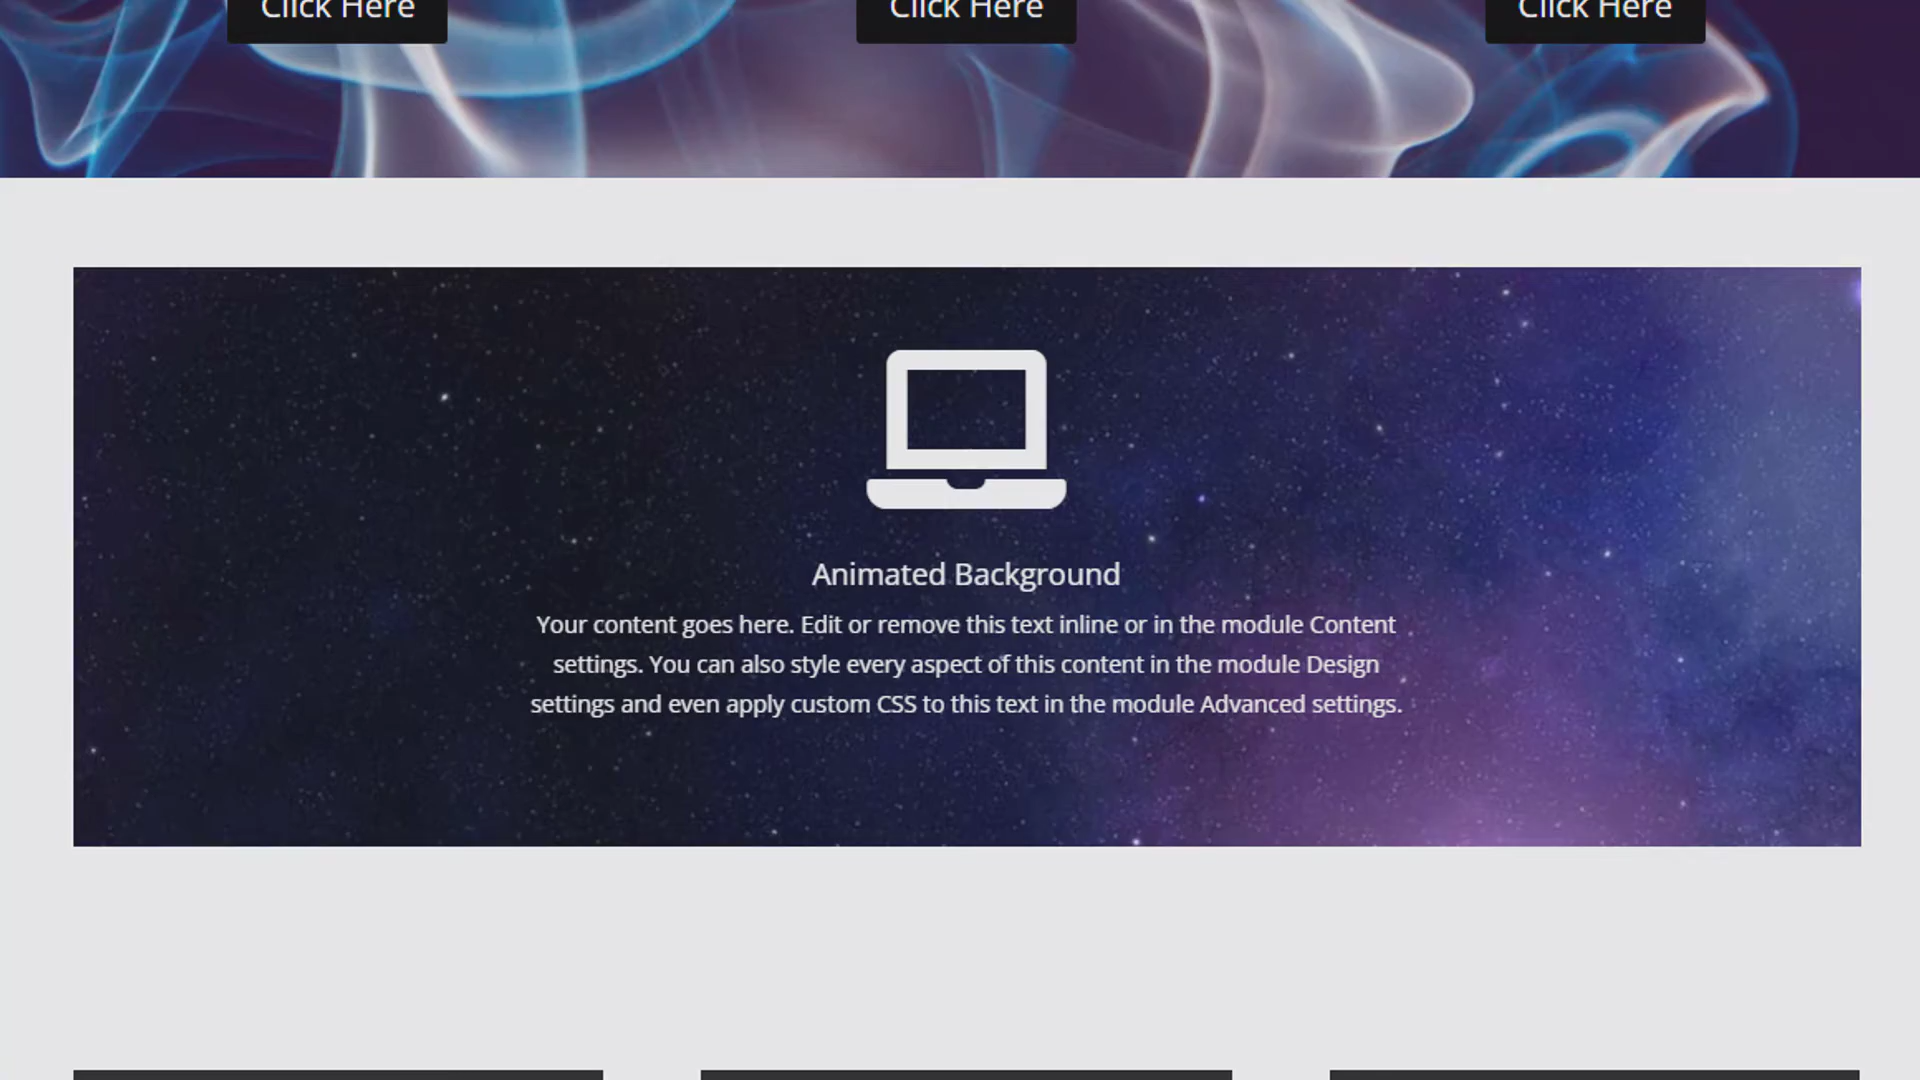 Click Here Click Here Click Here
Animated Background
Your content goes here. Edit or remove this text inline or in the module Content
settings. You can also style every aspect of this content in the module Design
settings and even apply custom CSS to this text in the module Advanced settings.